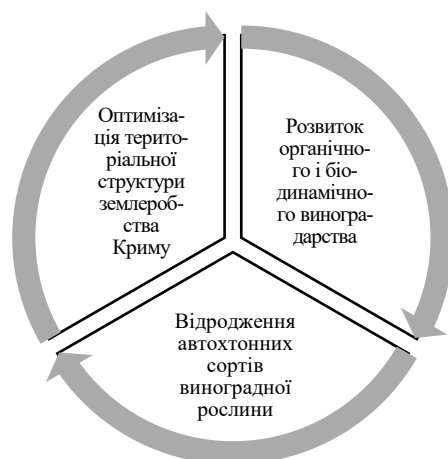 Оптиміза-
ція терито-
ріальної
структури
землероб-
ства
Криму
Розвиток
органічно-
го і біо-
динамічно-
го виногра-
дарства
Відродження
автохтонних
сортів
виноградної
рослини